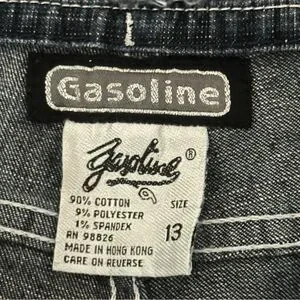 Gasoline
gasoline ®
90% COTTON SIZE
9% POLYESTER
1% SPANDEX 13
RN 98826
MADE IN HONG KONG
CARE ON REVERSE